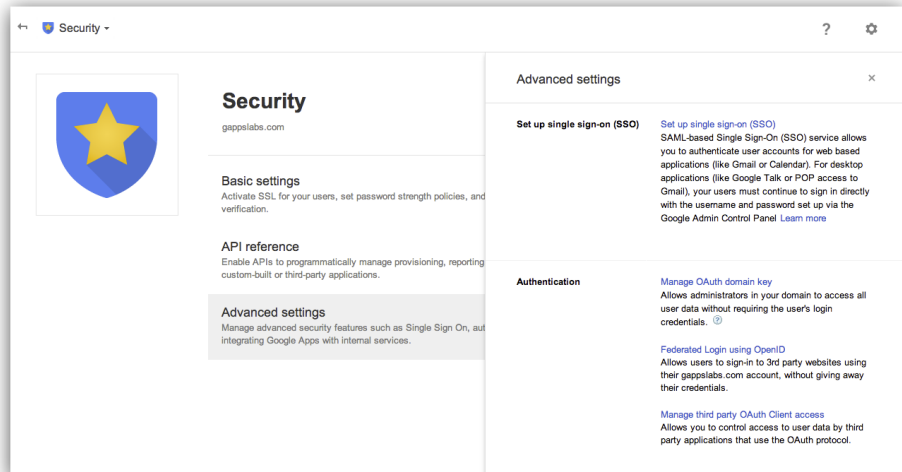 Security
?
Security
gappslabs.com
Basic settings
Activate SSL for your users, set password strength policies, and
verification.
API reference
Enable APIs to programmatically manage provisioning, reporting
custom-built or third-party applications.
Advanced settings
Manage advanced security features such as Single Sign On, aut
integrating Google Apps with internal services.
Advanced settings
×
Set up single sign-on (SSO)
Set up single sign-on (SSO)
SAML-based Single Sign-On (SSO) service allows
you to authenticate user accounts for web based
applications (like Gmail or Calendar). For desktop
applications (like Google Talk or POP access to
Gmail), your users must continue to sign in directly
with the username and password set up via the
Google Admin Control Panel Learn more
Authentication
Manage OAuth domain key
Allows administrators in your domain to access all
user data without requiring the user's login
credentials. ?
Federated Login using OpenID
Allows users to sign-in to 3rd party websites using
their gappslabs.com account, without giving away
their credentials.
Manage third party OAuth Client access
Allows you to control access to user data by third
party applications that use the OAuth protocol.